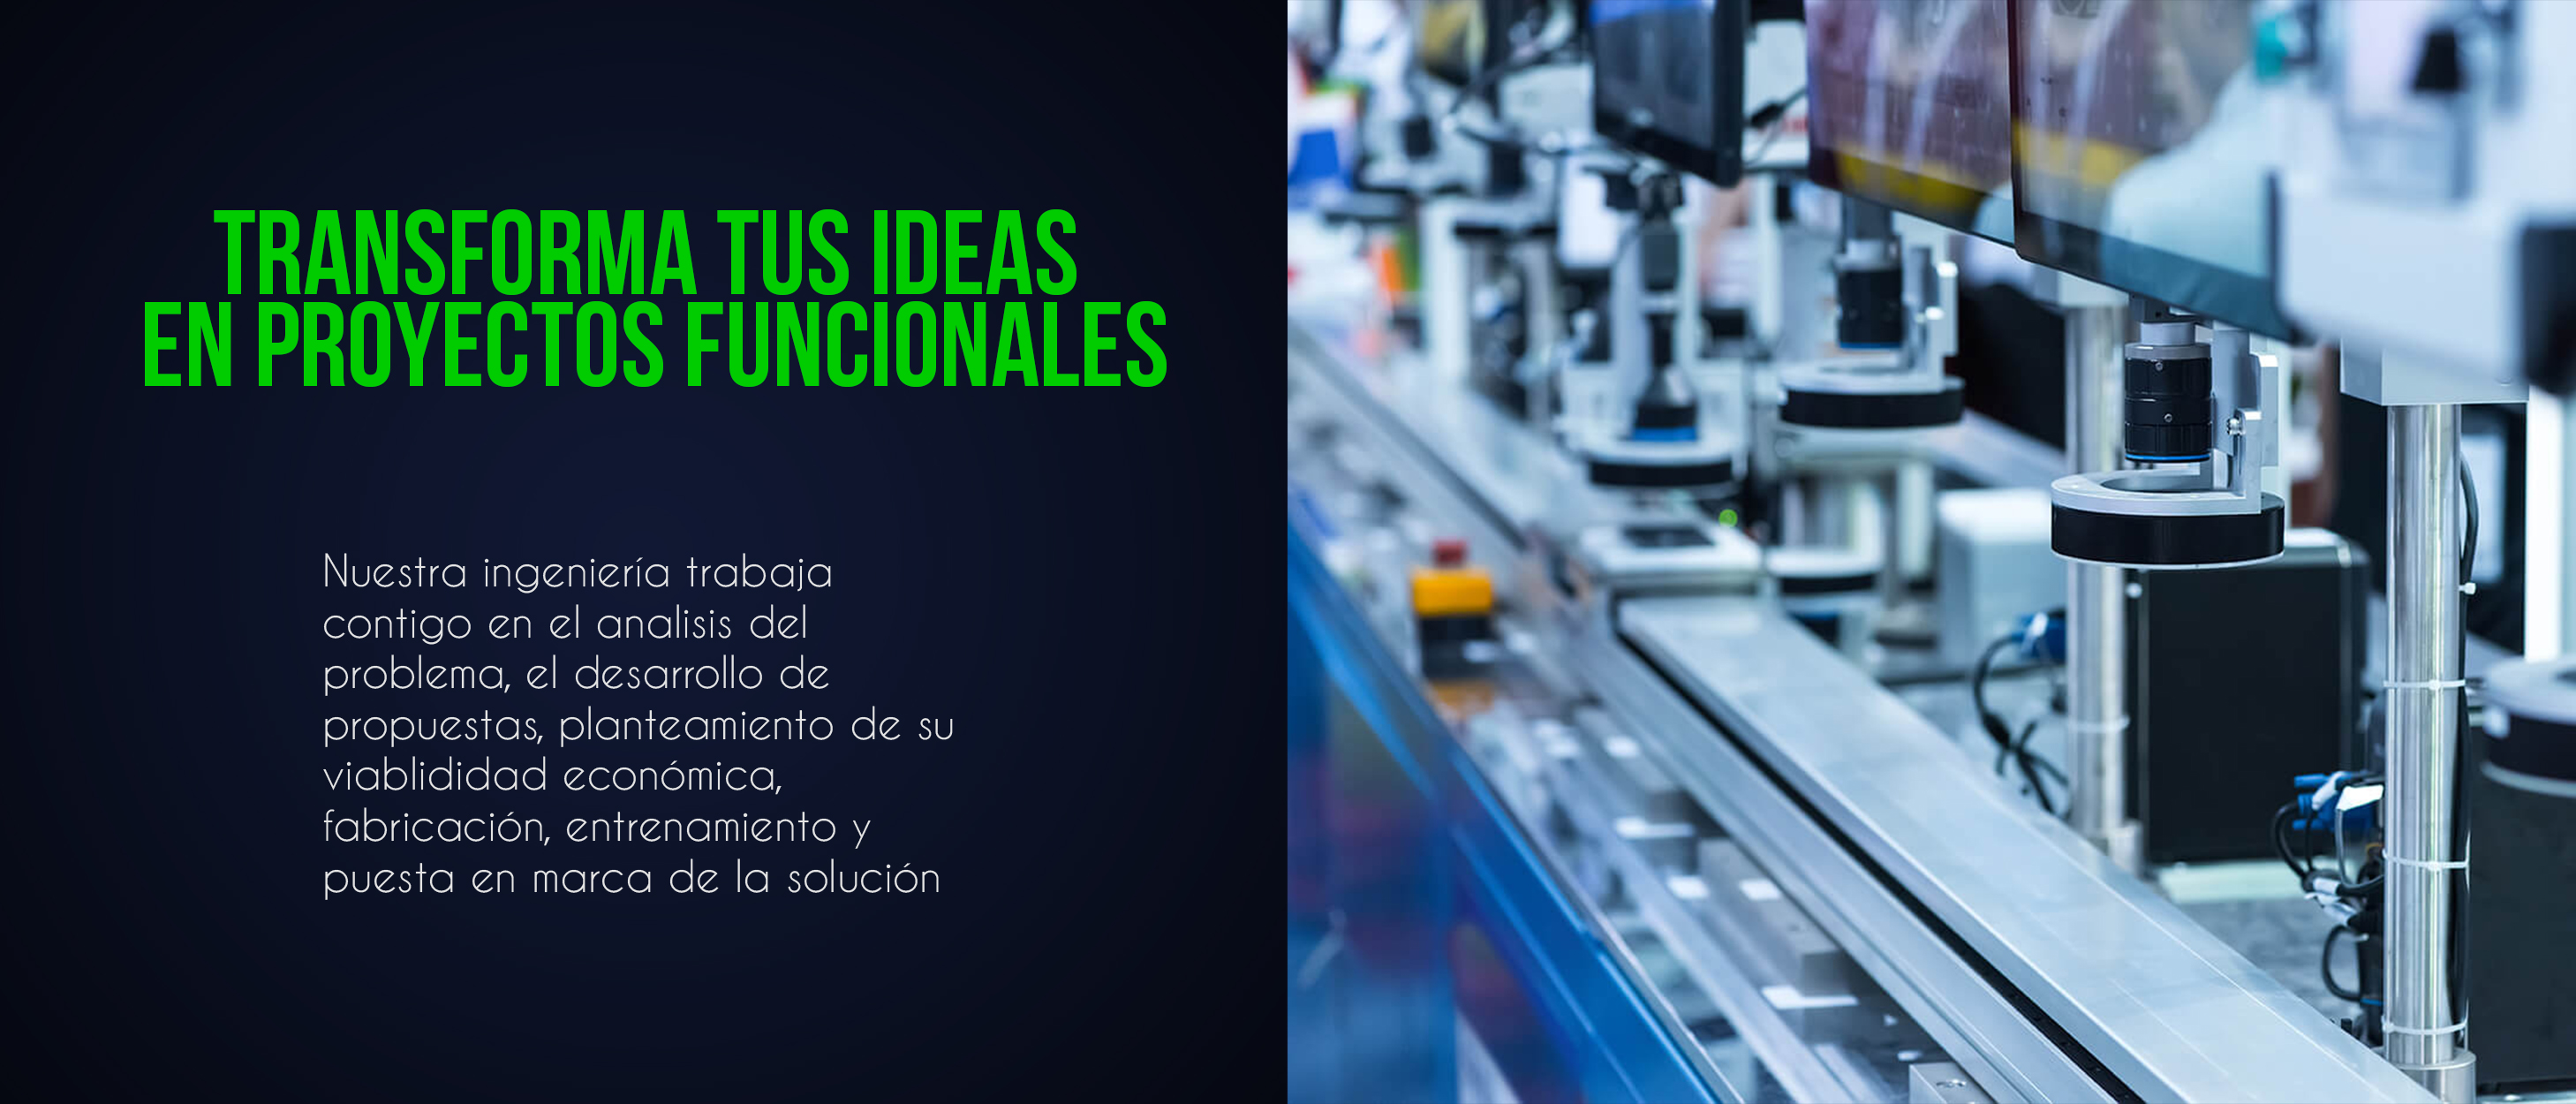 TRANSFORMA TUS IDEAS
EN PROYECTOS FUNCIONALES
Nuestra ingeniería trabaja
contigo en el analisis del
problema, el desarrollo de
propuestas, planteamiento de su
viablididad económica,
fabricación, entrenamiento y
puesta en marca de la solución